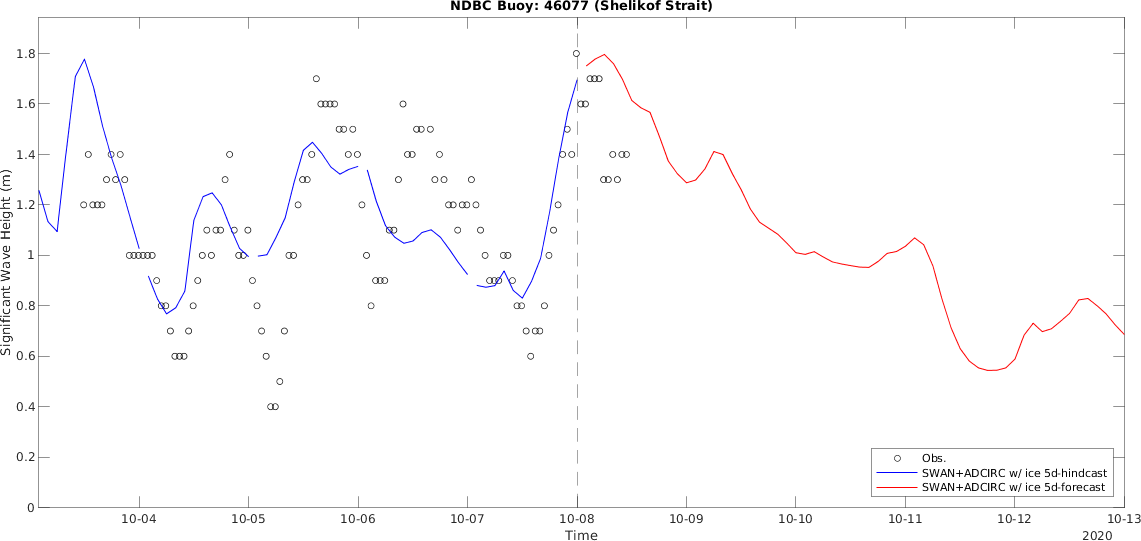 NDBC Buoy: 46077 (Shelikof Strait)
Significant Wave Height (m)
1.8
1.6
1.4
1.2
1
0.8
0.6
0.4
0.2
0
Obs.
SWAN+ADCIRC w/ ice 5d-hindcast
SWAN+ADCIRC w/ ice 5d-forecast
10-04 10-05 10-06 10-07 10-08 10-09 10-10 10-11 10-12 10-13
Time
2020